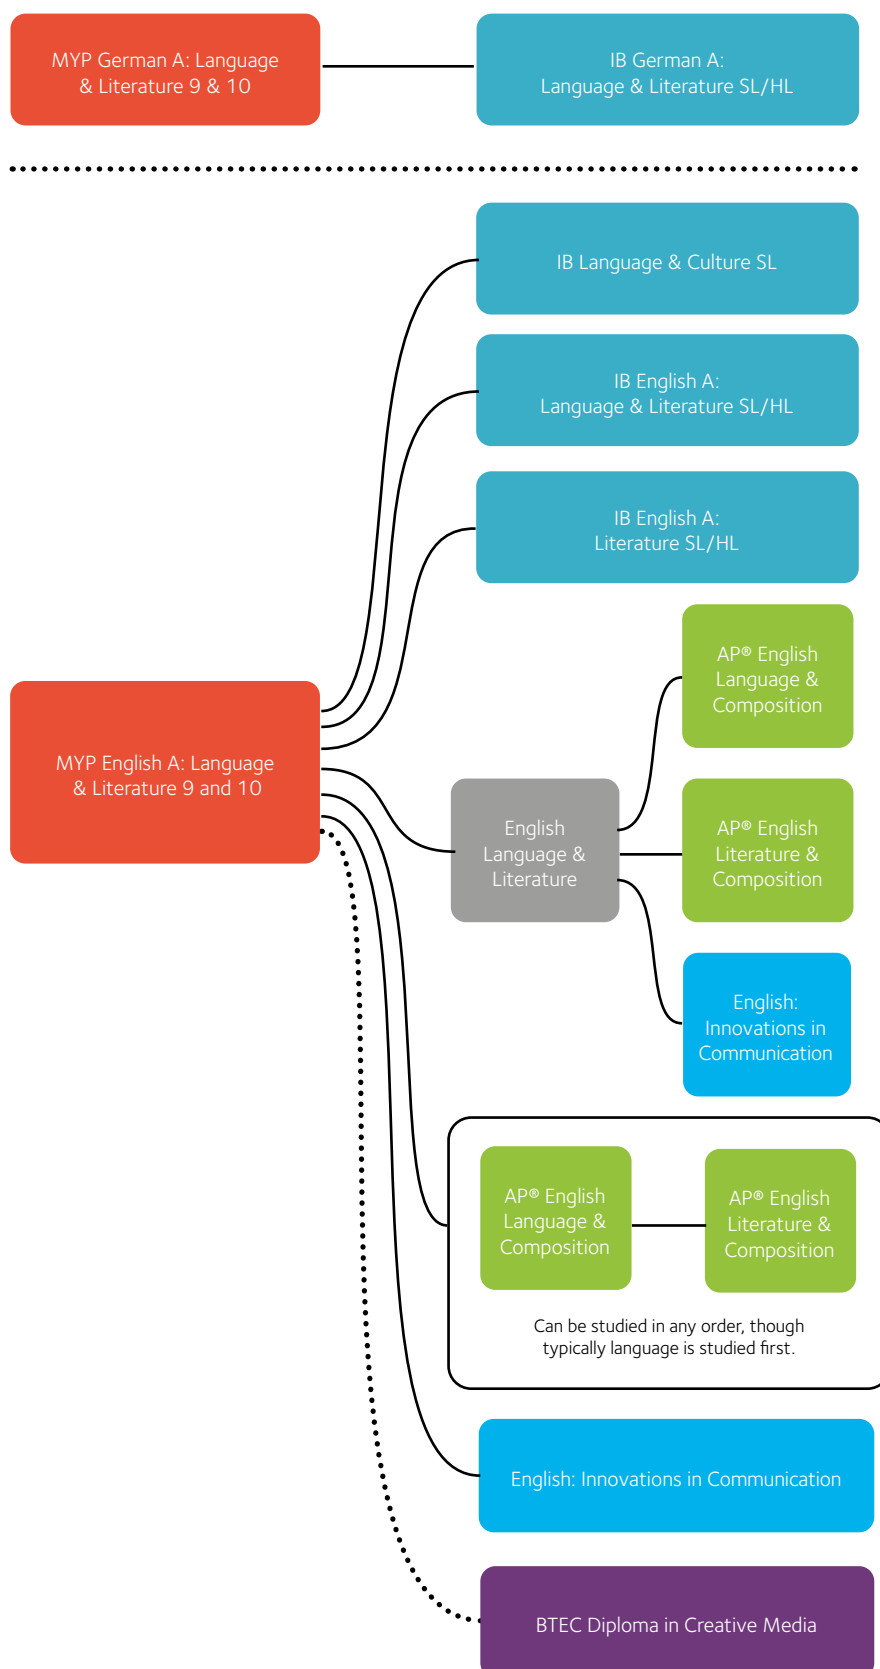 MYP German A: Language
& Literature 9 & 10
IB German A:
Language & Literature SL/HL
IB Language & Culture SL
IB English A:
Language & Literature SL/HL
IB English A:
Literature SL/HL
MYP English A: Language
& Literature 9 and 10
English
Language &
Literature
AP® English
Language &
Composition
AP® English
Literature &
Composition
English:
Innovations in
Communication
AP® English
Language &
Composition
AP® English
Literature &
Composition
Can be studied in any order, though
typically language is studied first.
English: Innovations in Communication
BTEC Diploma in Creative Media